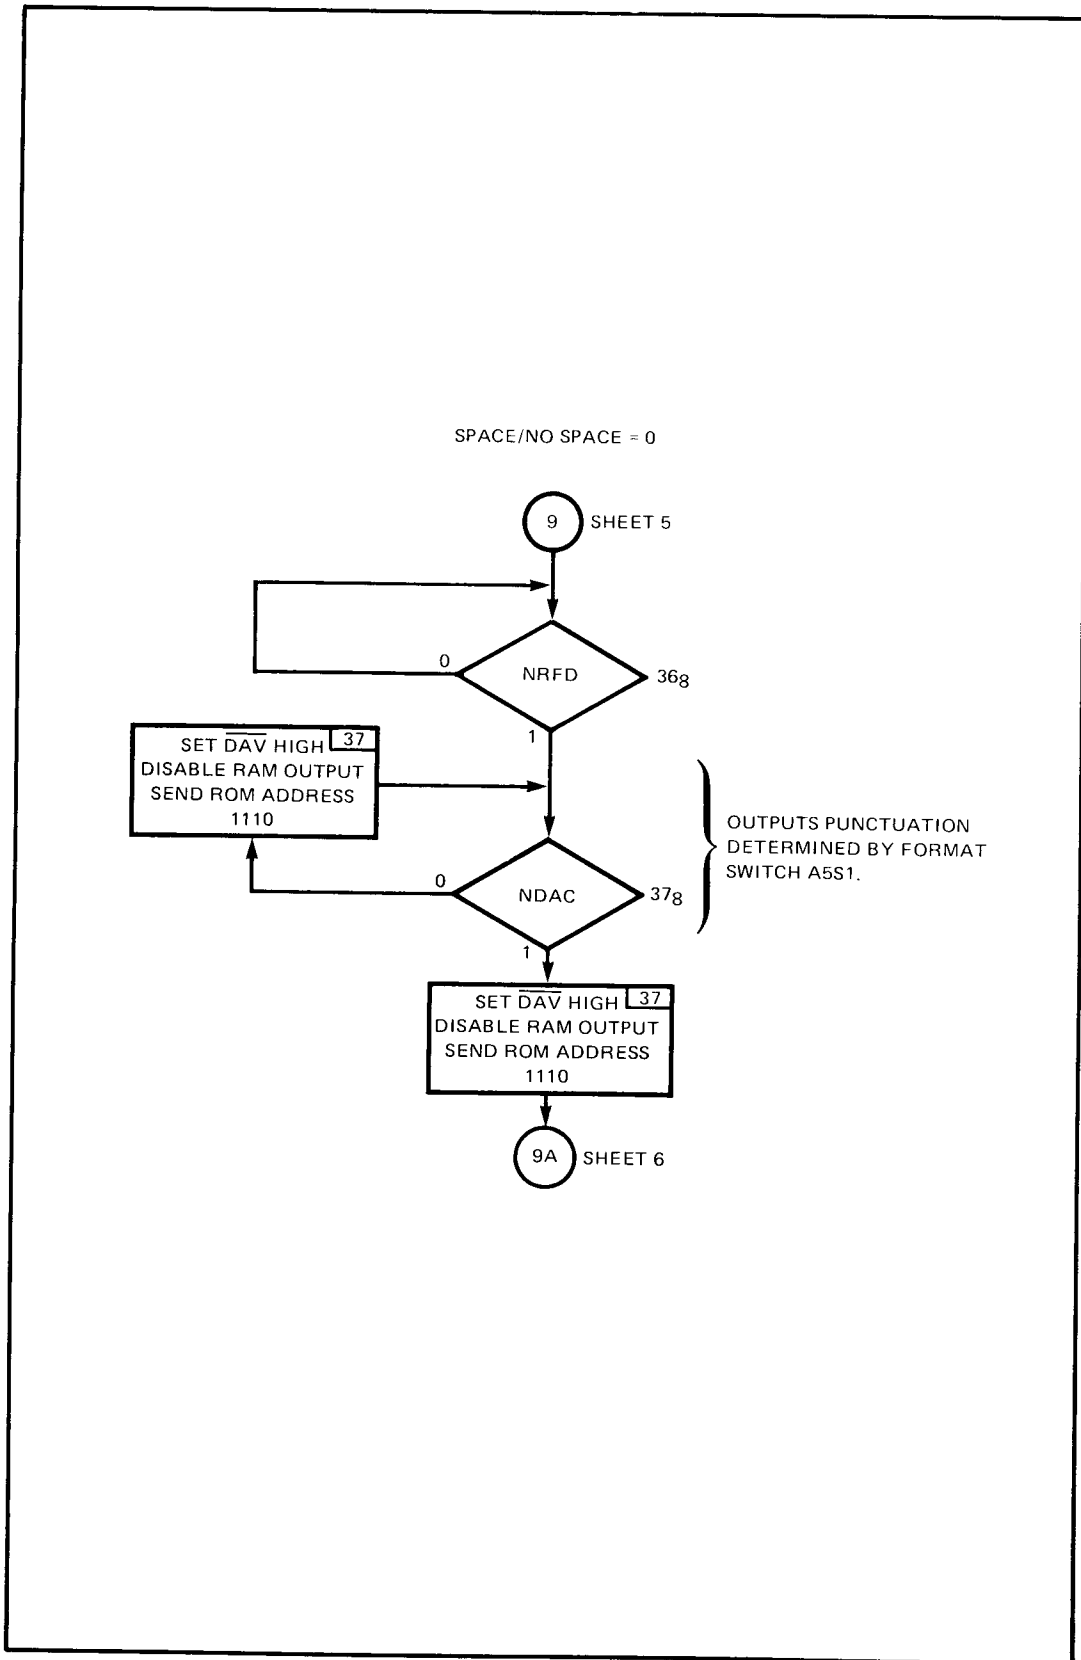 SPACE/NO SPACE = 0
9 SHEET 5
0
NRFD
36₈
1
37
SET D̅A̅V̅ HIGH
DISABLE RAM OUTPUT
SEND ROM ADDRESS
1110
OUTPUTS PUNCTUATION
DETERMINED BY FORMAT
SWITCH A5S1.
0
NDAC
37₈
1
37
SET D̅A̅V̅ HIGH
DISABLE RAM OUTPUT
SEND ROM ADDRESS
1110
9A SHEET 6